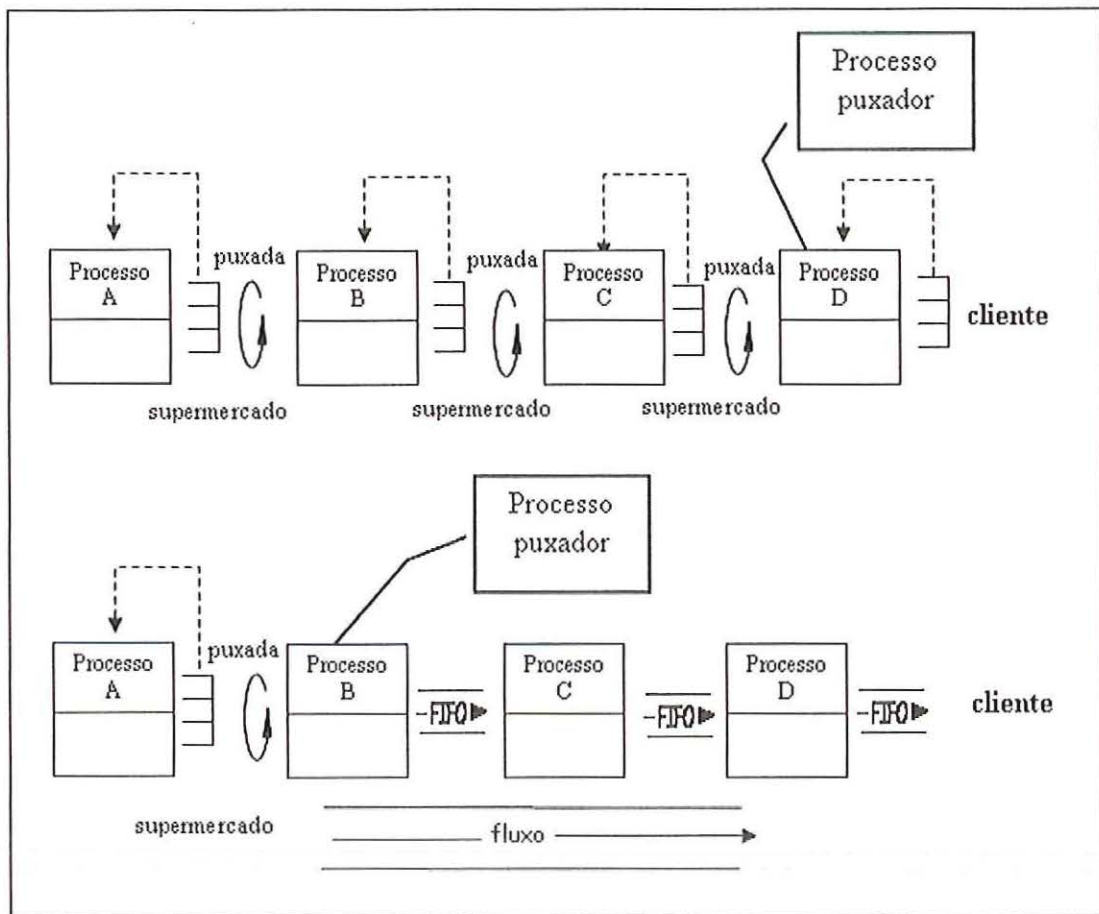 Processo
puxador
puxada
puxada
puxada
Processo
A
Processo
B
Processo
C
Processo
D
cliente
supermercado
supermercado
supermercado
Processo
puxador
puxada
Processo
A
Processo
B
Processo
C
Processo
D
FIFO
FIFO
FIFO
cliente
supermercado
fluxo